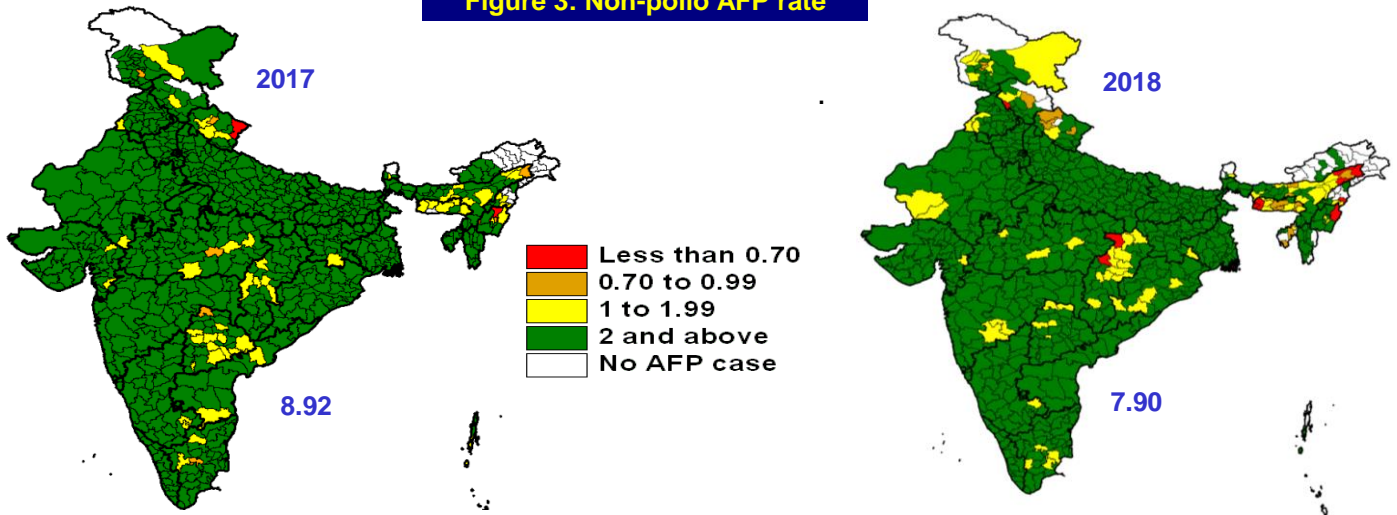 Figure 3: Non-polio AFP rate
2017
2018
.
Less than 0.70
0.70 to 0.99
1 to 1.99
2 and above
No AFP case
8.92
7.90